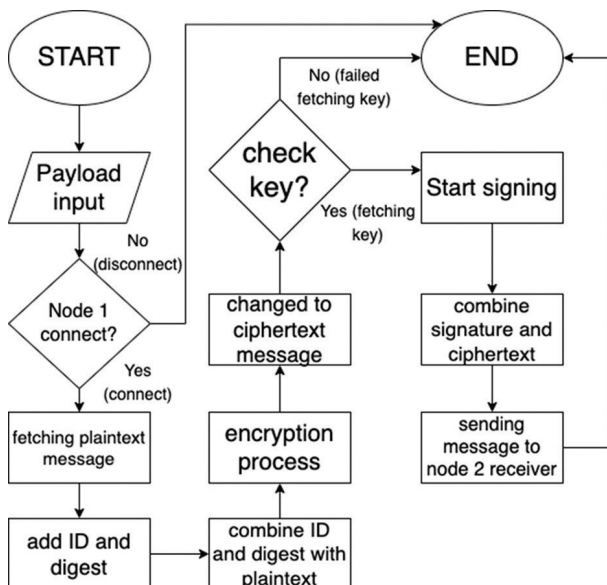 START
Payload
input
No
(disconnect)
Node 1
connect?
Yes
(connect)
fetching plaintext
message
add ID and
digest
combine ID
and digest with
plaintext
encryption
process
changed to
ciphertext
message
check
key?
No (failed
fetching key)
Yes (fetching
key)
END
Start signing
combine
signature and
ciphertext
sending
message to
node 2 receiver